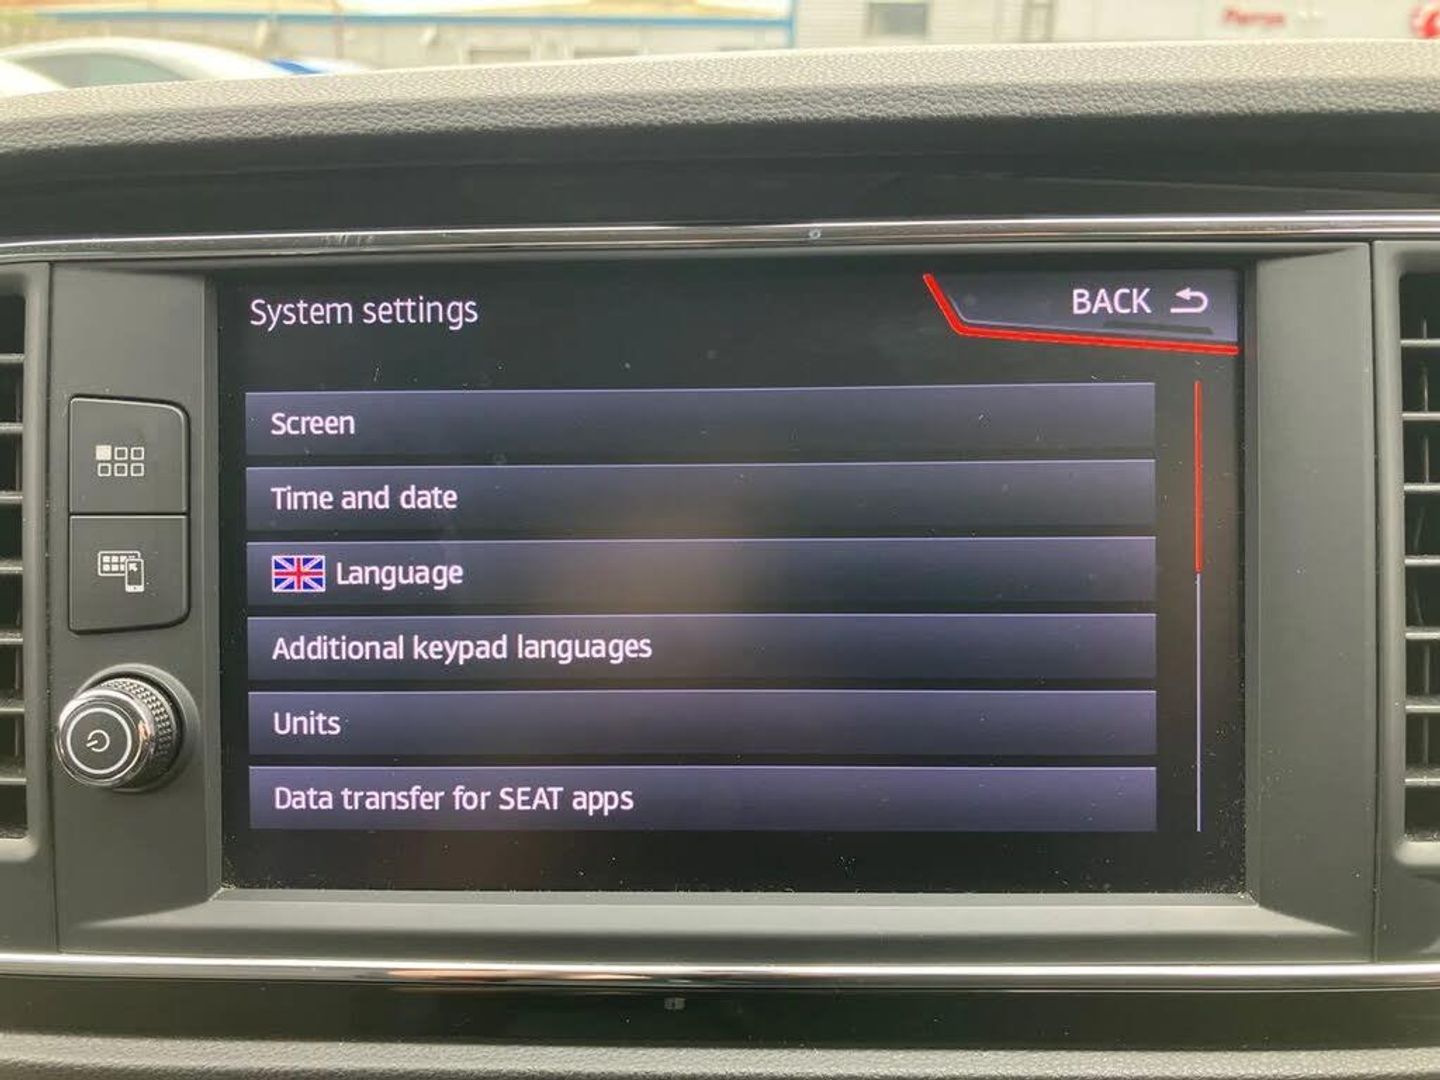 System settings
BACK
Screen
Time and date
Language
Additional keypad languages
Units
Data transfer for SEAT apps